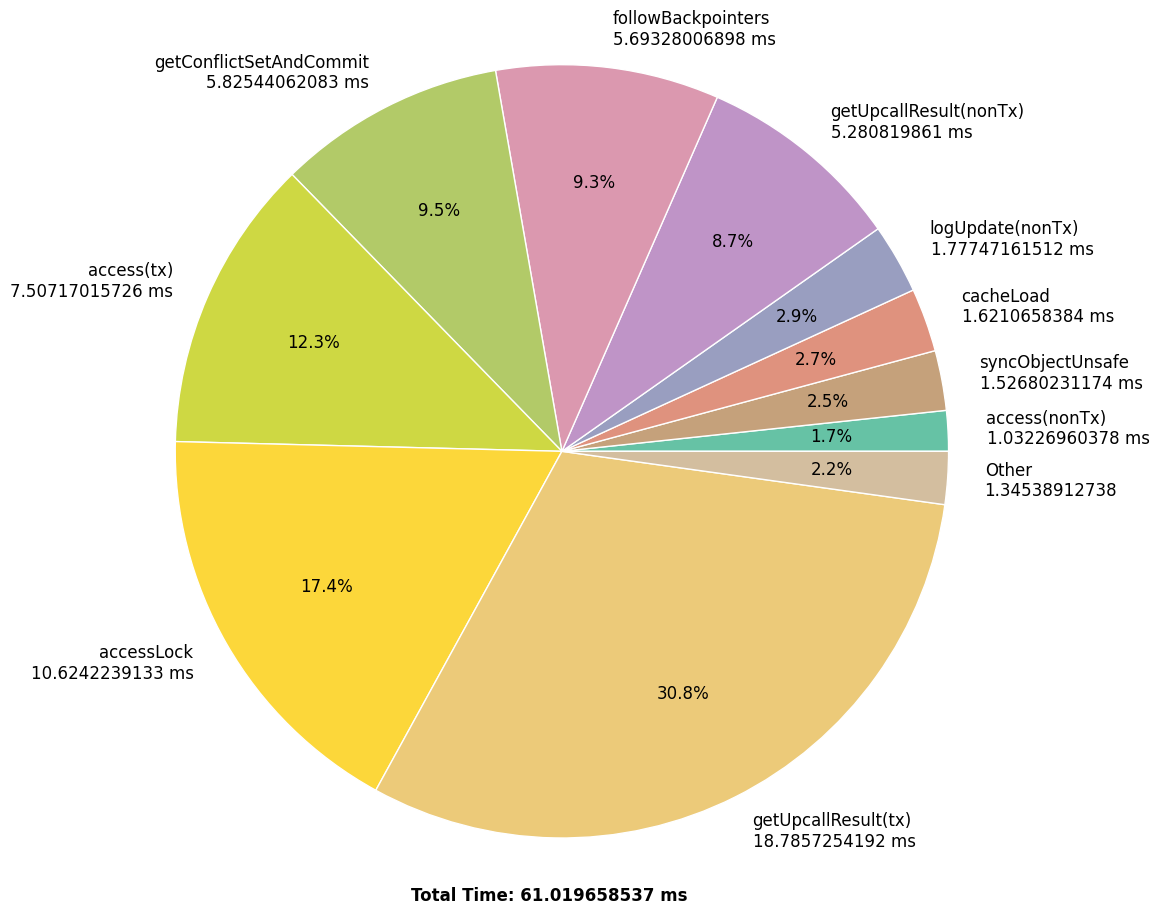 followBackpointers
5.69328006898 ms
getConflictSetAndCommit
5.82544062083 ms
getUpcallResult(nonTx)
5.280819861 ms
9.3%
9.5%
8.7%
logUpdate(nonTx)
1.77747161512 ms
access(tx)
7.50717015726 ms
cacheLoad
1.6210658384 ms
2.9%
12.3%
2.7%
syncObjectUnsafe
1.52680231174 ms
2.5%
access(nonTx)
1.03226960378 ms
1.7%
2.2%
Other
1.34538912738
17.4%
accessLock
10.6242239133 ms
30.8%
getUpcallResult(tx)
18.7857254192 ms
Total Time: 61.019658537 ms